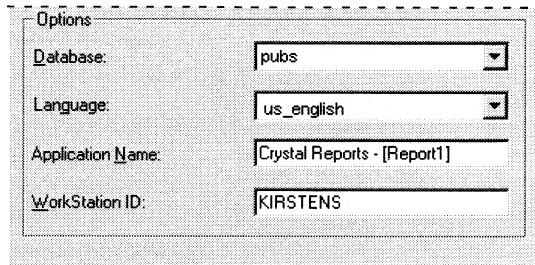 Options
Database: pubs
Language: us_english
Application Name: Crystal Reports - [Report1]
WorkStation ID: KIRSTENS